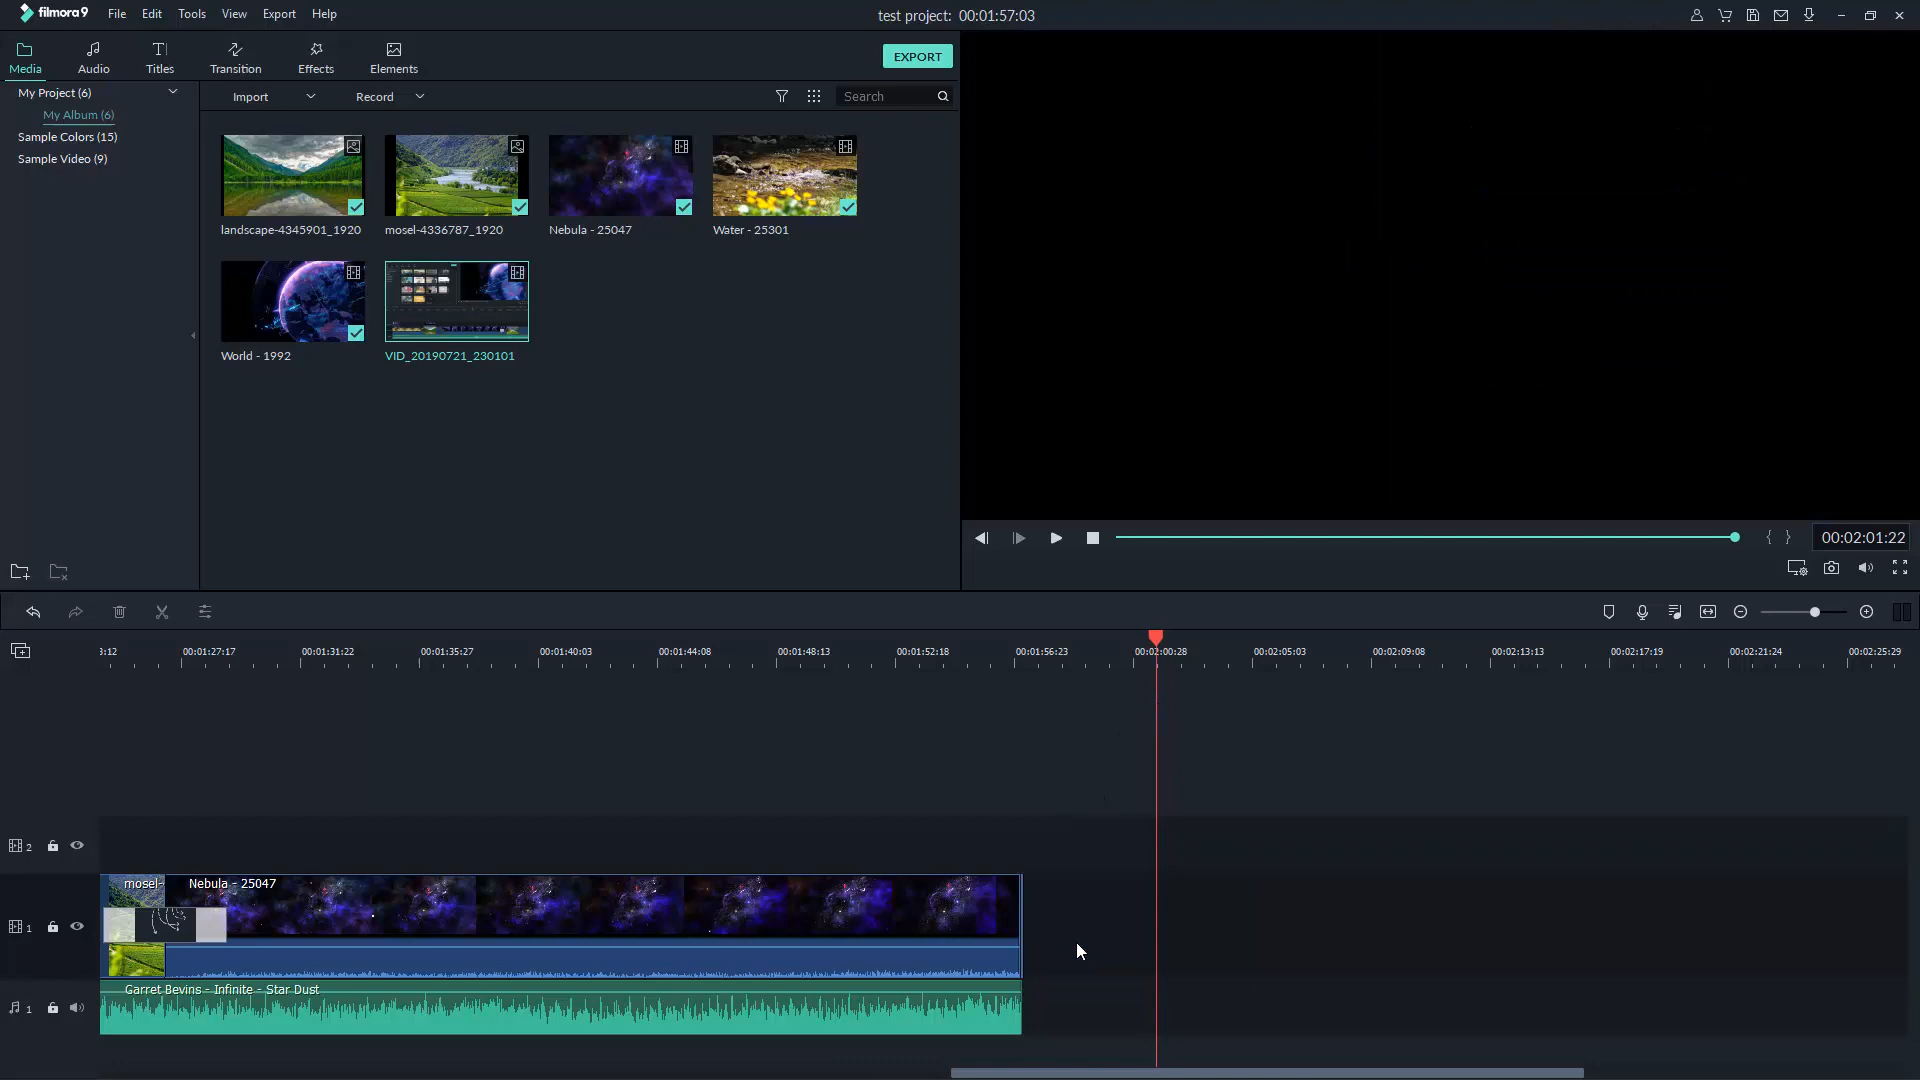 filmora9 File Edit Tools View Export Help test project: 00:01:57:03
Media Audio Titles Transition Effects Elements EXPORT
My Project (6) Import Record Search
My Album (6)
Sample Colors (15)
Sample Video (9)
landscape-4345901_1920 mosel-4336787_1920 Nebula - 25047 Water - 25301
World - 1992 VID_20190721_230101
00:02:01:22
3:12 00:01:27:17 00:01:31:22 00:01:35:27 00:01:40:03 00:01:44:08 00:01:48:13 00:01:52:18 00:01:56:23 00:02:00:28 00:02:05:03 00:02:09:08 00:02:13:13 00:02:17:19 00:02:21:24 00:02:25:29
2
mosel- Nebula - 25047
1
Garret Bevins - Infinite - Star Dust
1